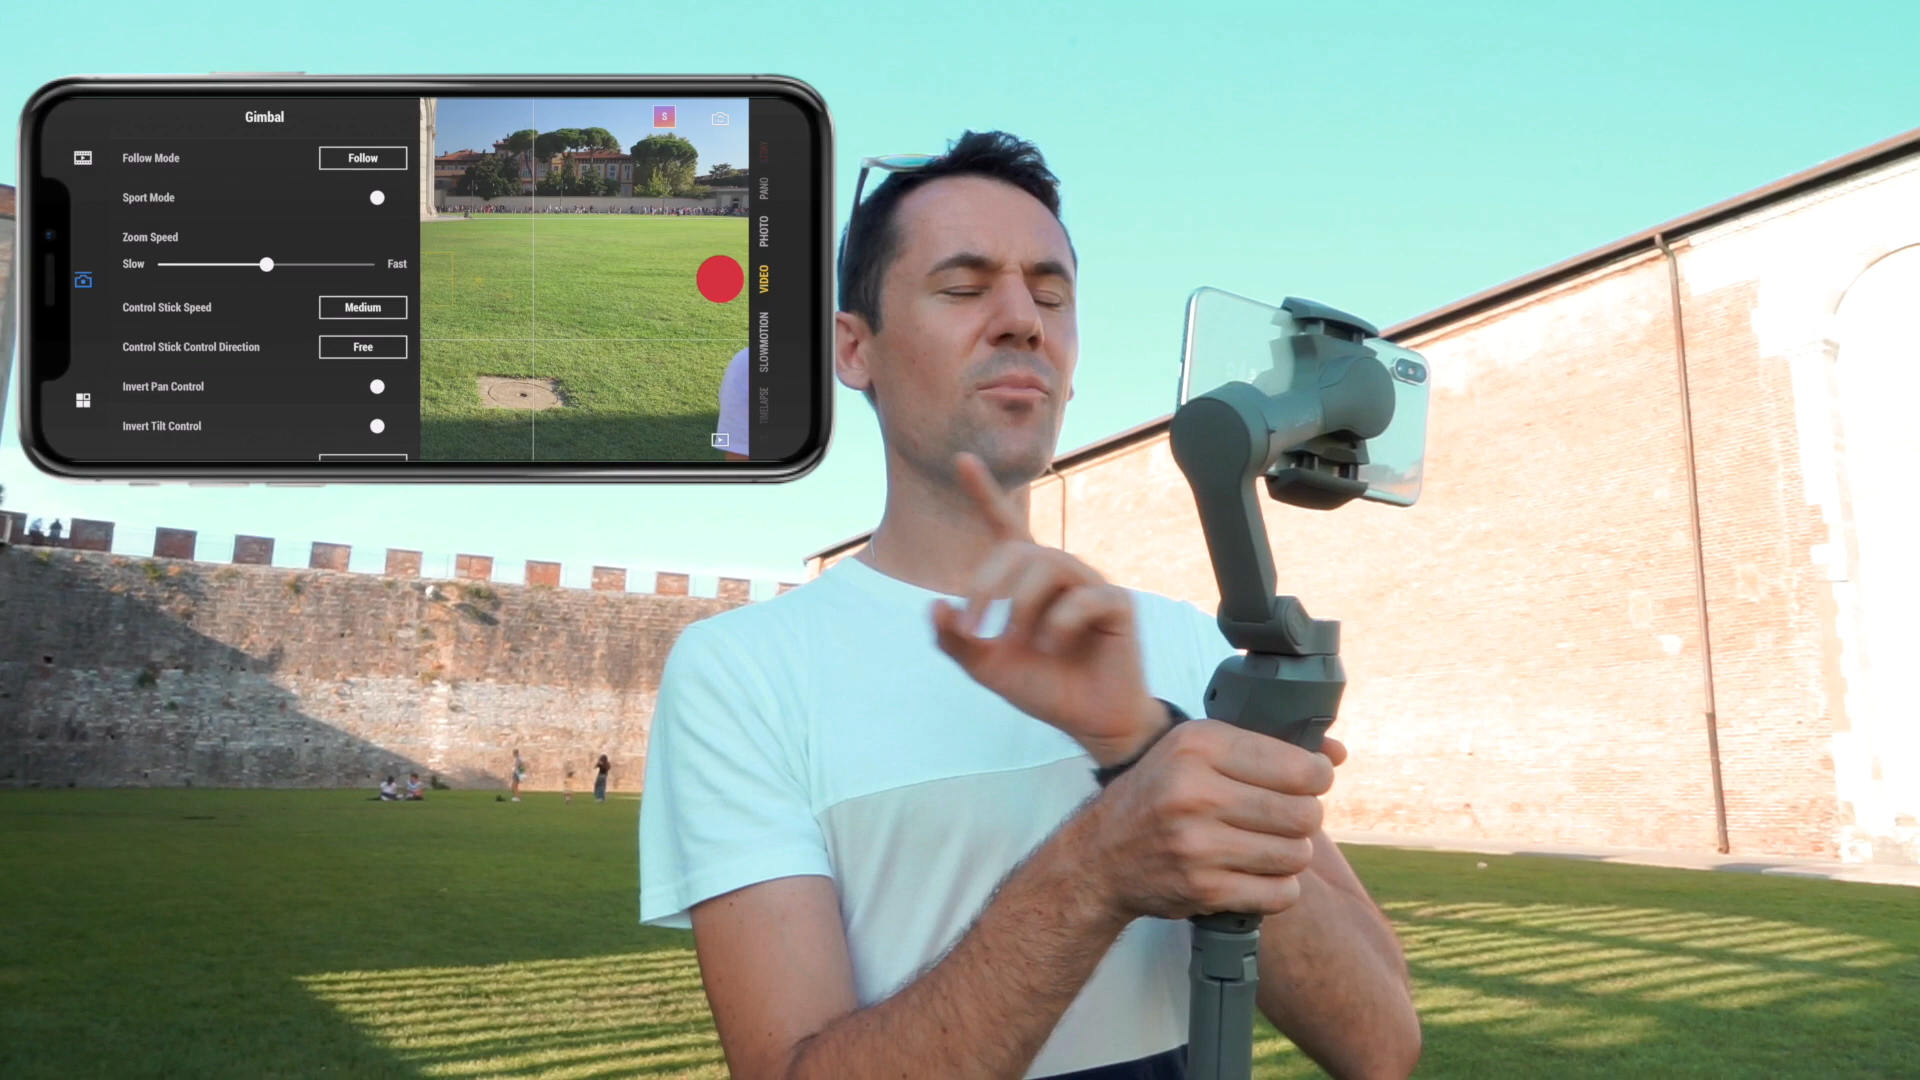 Gimbal
Follow Mode Follow
Sport Mode
Zoom Speed
Slow Fast
Control Stick Speed Medium
Control Stick Control Direction Free
Invert Pan Control
Invert Tilt Control
S
STORY
PANO
PHOTO
VIDEO
SLOWMOTION
TIMELAPSE